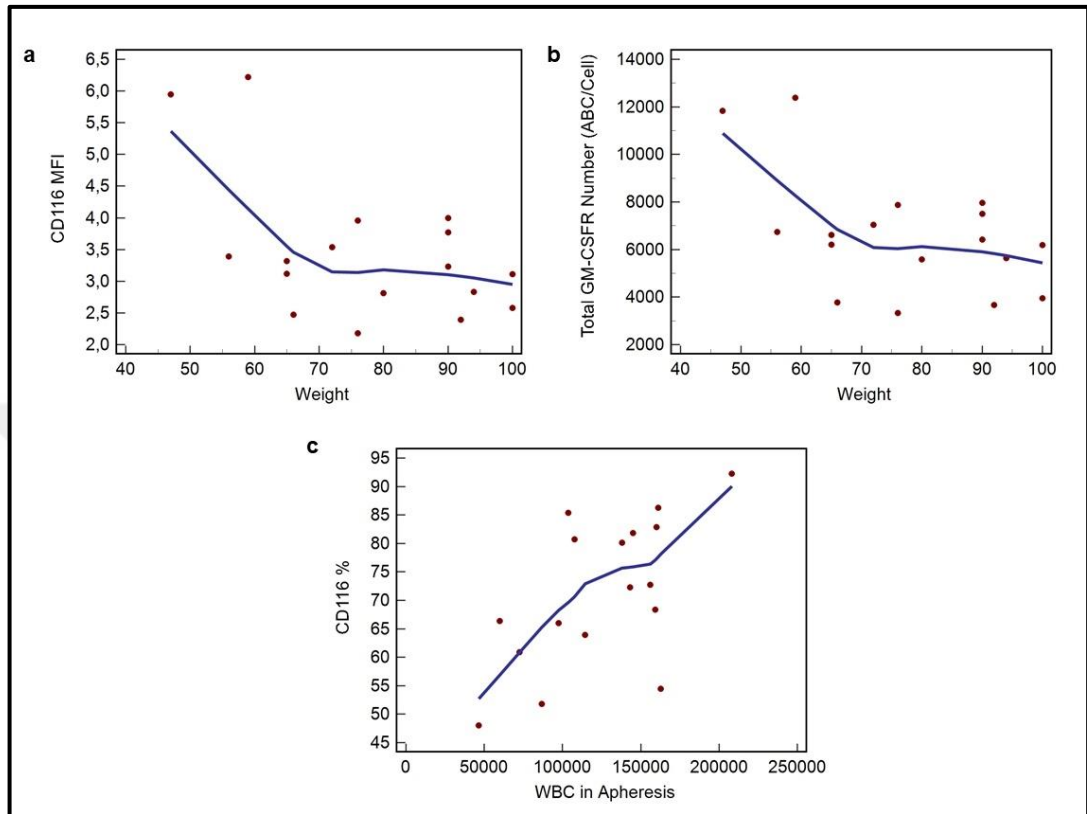 a
CD116 MFI
6,5
6,0
5,5
5,0
4,5
4,0
3,5
3,0
2,5
2,0
40 50 60 70 80 90 100
Weight
b
Total GM-CSFR Number (ABC/Cell)
14000
12000
10000
8000
6000
4000
2000
40 50 60 70 80 90 100
Weight
c
CD116 %
95
90
85
80
75
70
65
60
55
50
45
0 50000 100000 150000 200000 250000
WBC in Apheresis